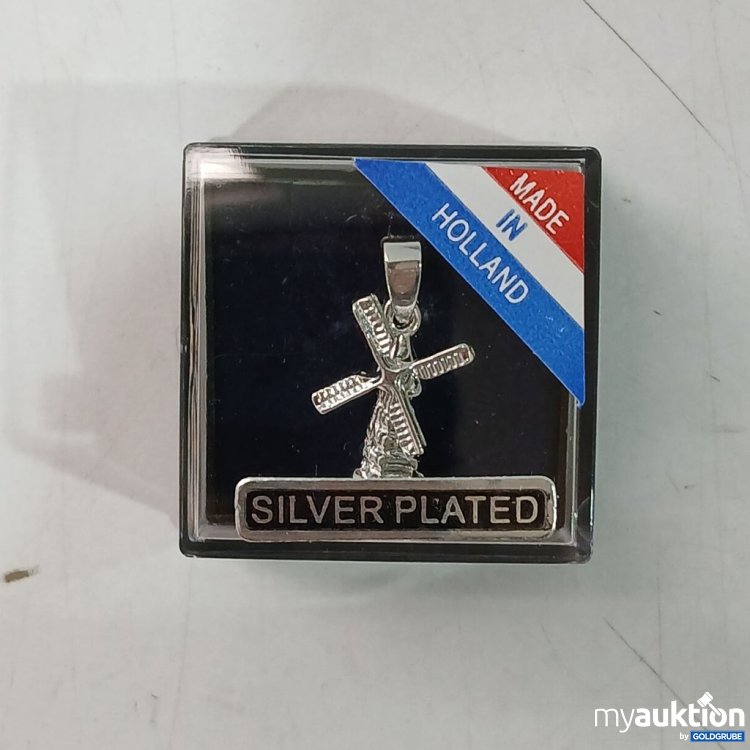 MADE
IN
HOLLAND
SILVER PLATED
myauktion
by GOLDGRUBE